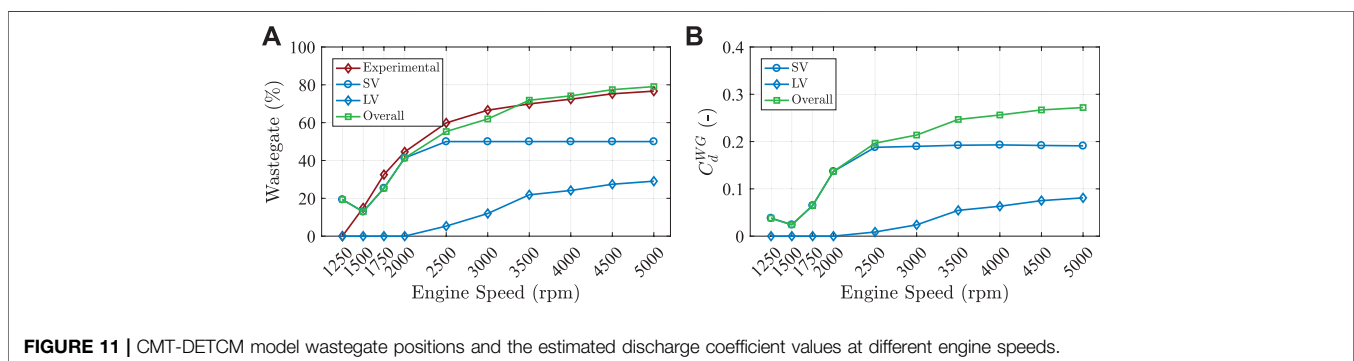 A
100
80
60
40
20
0
Wastegate (%)
Experimental
SV
LV
Overall
1250
1500
1750
2000
2500
3000
3500
4000
4500
5000
Engine Speed (rpm)
B
0.4
0.3
0.2
0.1
0
C_d^{WG} (-)
SV
LV
Overall
1250
1500
1750
2000
2500
3000
3500
4000
4500
5000
Engine Speed (rpm)
FIGURE 11 | CMT-DETCM model wastegate positions and the estimated discharge coefficient values at different engine speeds.